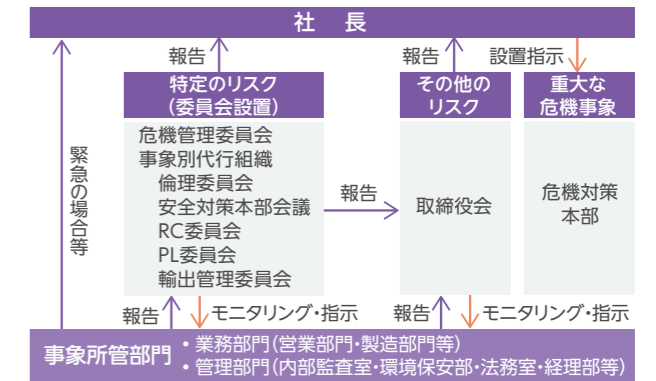 社　長
報告
報告
設置指示
特定のリスク
(委員会設置)
その他の
リスク
重大な
危機事象
緊急の場合等
危機管理委員会
事象別代行組織
倫理委員会
安全対策本部会議
RC委員会
PL委員会
輸出管理委員会
報告
取締役会
危機対策
本部
報告
モニタリング・指示
報告
モニタリング・指示
事象所管部門
・業務部門(営業部門・製造部門等)
・管理部門(内部監査室・環境保安部・法務室・経理部等)